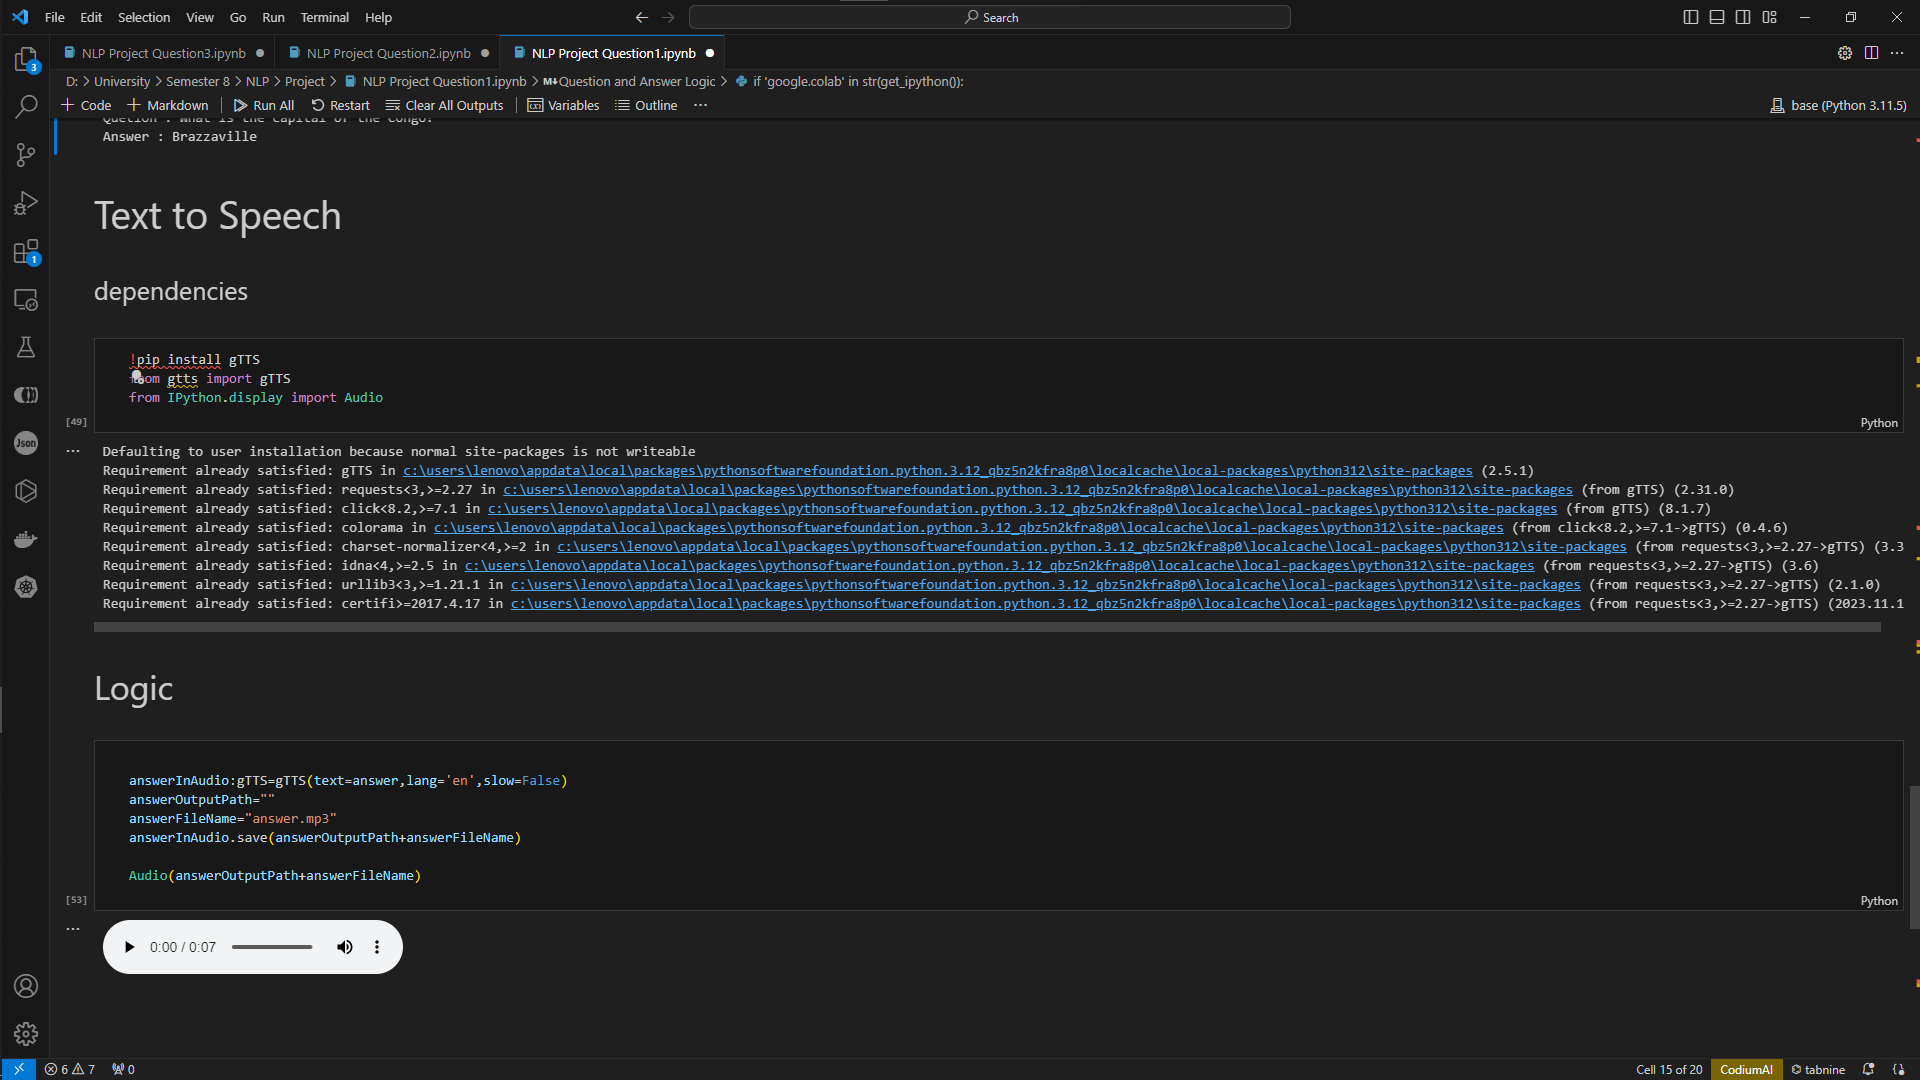 File Edit Selection View Go Run Terminal Help
Search
NLP Project Question3.ipynb
NLP Project Question2.ipynb
NLP Project Question1.ipynb
D: > University > Semester 8 > NLP > Project > NLP Project Question1.ipynb > M↓Question and Answer Logic > if 'google.colab' in str(get_ipython()):
+ Code + Markdown | Run All Restart Clear All Outputs | Variables Outline ...
base (Python 3.11.5)
Quetion : What is the capital of the Congo?
Answer : Brazzaville
Text to Speech
dependencies
!pip install gTTS
from gtts import gTTS
from IPython.display import Audio
[49]
Python
Defaulting to user installation because normal site-packages is not writeable
Requirement already satisfied: gTTS in c:\users\lenovo\appdata\local\packages\pythonsoftwarefoundation.python.3.12_qbz5n2kfra8p0\localcache\local-packages\python312\site-packages (2.5.1)
Requirement already satisfied: requests<3,>=2.27 in c:\users\lenovo\appdata\local\packages\pythonsoftwarefoundation.python.3.12_qbz5n2kfra8p0\localcache\local-packages\python312\site-packages (from gTTS) (2.31.0)
Requirement already satisfied: click<8.2,>=7.1 in c:\users\lenovo\appdata\local\packages\pythonsoftwarefoundation.python.3.12_qbz5n2kfra8p0\localcache\local-packages\python312\site-packages (from gTTS) (8.1.7)
Requirement already satisfied: colorama in c:\users\lenovo\appdata\local\packages\pythonsoftwarefoundation.python.3.12_qbz5n2kfra8p0\localcache\local-packages\python312\site-packages (from click<8.2,>=7.1->gTTS) (0.4.6)
Requirement already satisfied: charset-normalizer<4,>=2 in c:\users\lenovo\appdata\local\packages\pythonsoftwarefoundation.python.3.12_qbz5n2kfra8p0\localcache\local-packages\python312\site-packages (from requests<3,>=2.27->gTTS) (3.3
Requirement already satisfied: idna<4,>=2.5 in c:\users\lenovo\appdata\local\packages\pythonsoftwarefoundation.python.3.12_qbz5n2kfra8p0\localcache\local-packages\python312\site-packages (from requests<3,>=2.27->gTTS) (3.6)
Requirement already satisfied: urllib3<3,>=1.21.1 in c:\users\lenovo\appdata\local\packages\pythonsoftwarefoundation.python.3.12_qbz5n2kfra8p0\localcache\local-packages\python312\site-packages (from requests<3,>=2.27->gTTS) (2.1.0)
Requirement already satisfied: certifi>=2017.4.17 in c:\users\lenovo\appdata\local\packages\pythonsoftwarefoundation.python.3.12_qbz5n2kfra8p0\localcache\local-packages\python312\site-packages (from requests<3,>=2.27->gTTS) (2023.11.1
Logic
answerInAudio:gTTS=gTTS(text=answer,lang='en',slow=False)
answerOutputPath=""
answerFileName="answer.mp3"
answerInAudio.save(answerOutputPath+answerFileName)
Audio(answerOutputPath+answerFileName)
[53]
Python
0:00 / 0:07
3
1
Json
6 7 0
Cell 15 of 20 CodiumAI tabnine